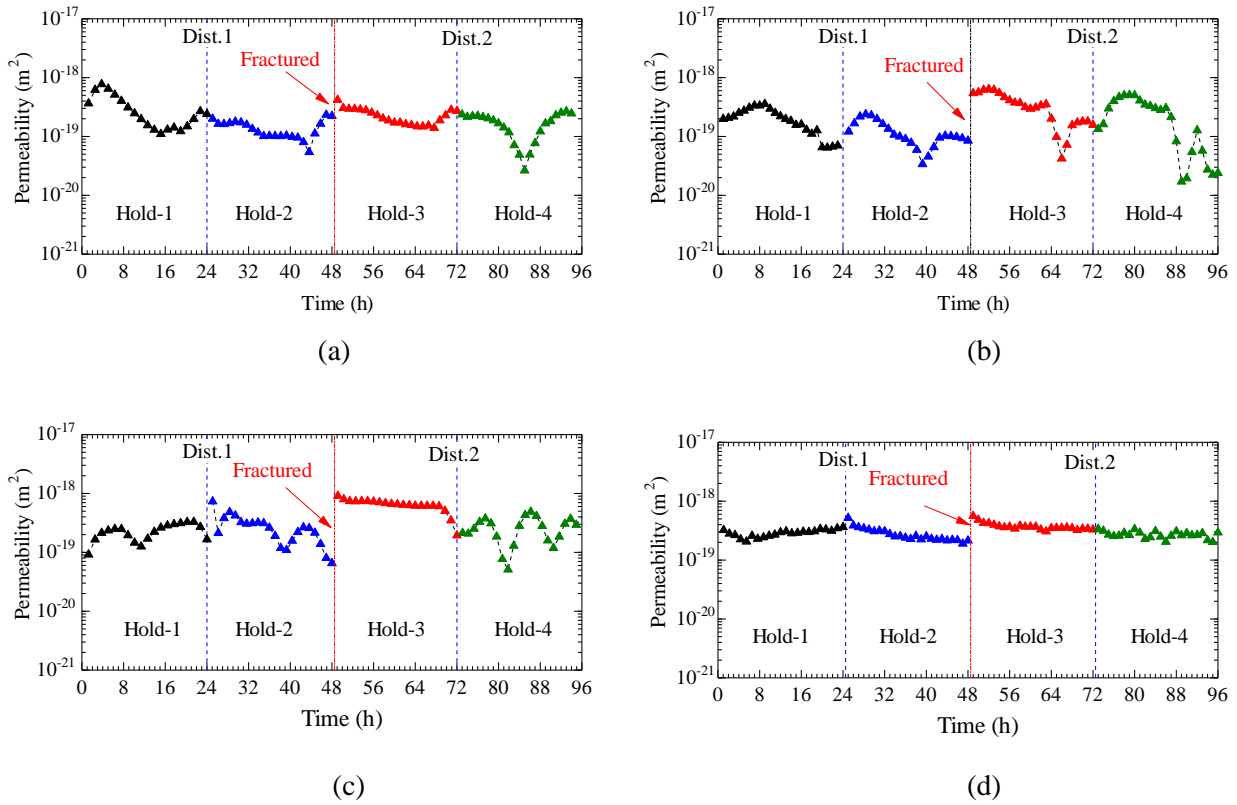 10⁻¹⁷
10⁻¹⁸
10⁻¹⁹
10⁻²⁰
10⁻²¹
Permeability (m²)
Dist.1
Dist.2
Fractured
Hold-1 Hold-2 Hold-3 Hold-4
0 8 16 24 32 40 48 56 64 72 80 88 96
Time (h)
(a)
10⁻¹⁷
10⁻¹⁸
10⁻¹⁹
10⁻²⁰
10⁻²¹
Permeability (m²)
Dist.1
Dist.2
Fractured
Hold-1 Hold-2 Hold-3 Hold-4
0 8 16 24 32 40 48 56 64 72 80 88 96
Time (h)
(b)
10⁻¹⁷
10⁻¹⁸
10⁻¹⁹
10⁻²⁰
10⁻²¹
Permeability (m²)
Dist.1
Dist.2
Fractured
Hold-1 Hold-2 Hold-3 Hold-4
0 8 16 24 32 40 48 56 64 72 80 88 96
Time (h)
(c)
10⁻¹⁷
10⁻¹⁸
10⁻¹⁹
10⁻²⁰
10⁻²¹
Permeability (m²)
Dist.1
Dist.2
Fractured
Hold-1 Hold-2 Hold-3 Hold-4
0 8 16 24 32 40 48 56 64 72 80 88 96
Time (h)
(d)